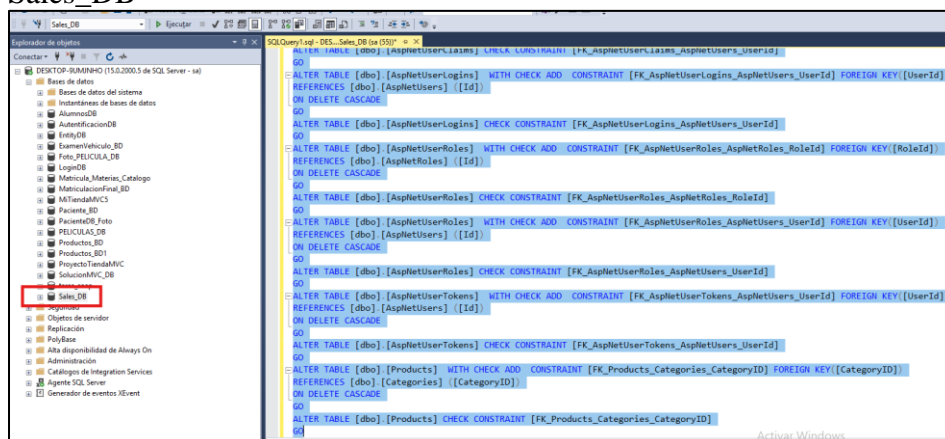 Sales_DB
Sales_DB
Ejecutar
Explorador de objetos
SQLQuery1.sql - DES...Sales_DB (sa (55))*
Conectar
DESKTOP-9UMJNHO (15.0.2000.5 de SQL Server - sa)
Bases de datos
Bases de datos del sistema
Instantáneas de bases de datos
AlumnosDB
AutentificacionDB
EntityDB
ExamenVehiculo_BD
Foto_PELICULA_DB
LoginDB
Matricula_Materias_Catalogo
MatriculacionFinal_BD
MiTiendaMVC5
Paciente_BD
PacienteDB_Foto
PELICULAS_DB
Productos_BD
Productos_BD1
ProyectoTiendaMVC
SolucionMVC_DB
Sales_DB
Seguridad
Objetos de servidor
Replicación
PolyBase
Alta disponibilidad de Always On
Administración
Catálogos de Integration Services
Agente SQL Server
Generador de eventos XEvent
ALTER TABLE [dbo].[AspNetUserClaims] CHECK CONSTRAINT [FK_AspNetUserClaims_AspNetUsers_UserId]
GO
ALTER TABLE [dbo].[AspNetUserLogins]  WITH CHECK ADD  CONSTRAINT [FK_AspNetUserLogins_AspNetUsers_UserId] FOREIGN KEY([UserId])
REFERENCES [dbo].[AspNetUsers] ([Id])
ON DELETE CASCADE
GO
ALTER TABLE [dbo].[AspNetUserLogins] CHECK CONSTRAINT [FK_AspNetUserLogins_AspNetUsers_UserId]
GO
ALTER TABLE [dbo].[AspNetUserRoles]  WITH CHECK ADD  CONSTRAINT [FK_AspNetUserRoles_AspNetRoles_RoleId] FOREIGN KEY([RoleId])
REFERENCES [dbo].[AspNetRoles] ([Id])
ON DELETE CASCADE
GO
ALTER TABLE [dbo].[AspNetUserRoles] CHECK CONSTRAINT [FK_AspNetUserRoles_AspNetRoles_RoleId]
GO
ALTER TABLE [dbo].[AspNetUserRoles]  WITH CHECK ADD  CONSTRAINT [FK_AspNetUserRoles_AspNetUsers_UserId] FOREIGN KEY([UserId])
REFERENCES [dbo].[AspNetUsers] ([Id])
ON DELETE CASCADE
GO
ALTER TABLE [dbo].[AspNetUserRoles] CHECK CONSTRAINT [FK_AspNetUserRoles_AspNetUsers_UserId]
GO
ALTER TABLE [dbo].[AspNetUserTokens]  WITH CHECK ADD  CONSTRAINT [FK_AspNetUserTokens_AspNetUsers_UserId] FOREIGN KEY([UserId])
REFERENCES [dbo].[AspNetUsers] ([Id])
ON DELETE CASCADE
GO
ALTER TABLE [dbo].[AspNetUserTokens] CHECK CONSTRAINT [FK_AspNetUserTokens_AspNetUsers_UserId]
GO
ALTER TABLE [dbo].[Products]  WITH CHECK ADD  CONSTRAINT [FK_Products_Categories_CategoryID] FOREIGN KEY([CategoryID])
REFERENCES [dbo].[Categories] ([CategoryID])
ON DELETE CASCADE
GO
ALTER TABLE [dbo].[Products] CHECK CONSTRAINT [FK_Products_Categories_CategoryID]
GO
Activar Windows